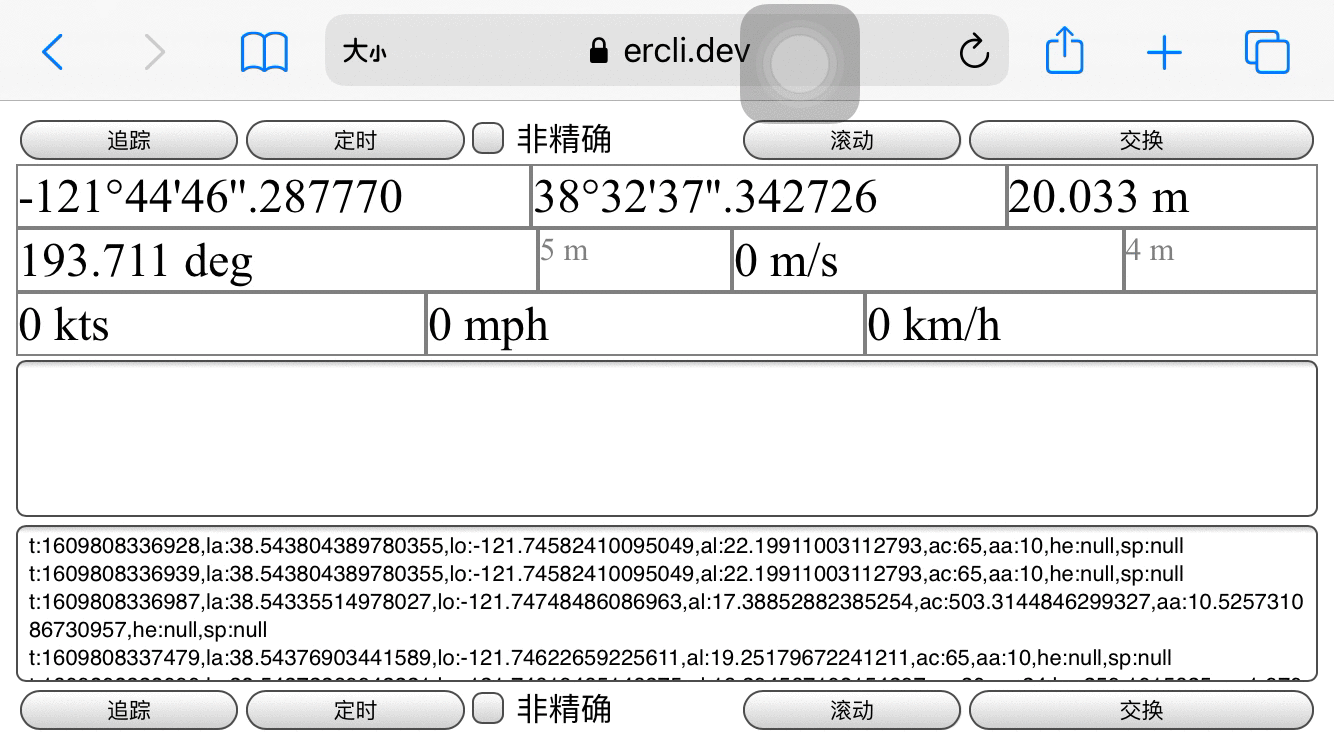 大小 ercli.dev
追踪 定时 非精确 滚动 交换
-121°44'46".287770 38°32'37".342726 20.033 m
193.711 deg 5 m 0 m/s 4 m
0 kts 0 mph 0 km/h
t:1609808336928,la:38.543804389780355,lo:-121.74582410095049,al:22.19911003112793,ac:65,aa:10,he:null,sp:null
t:1609808336939,la:38.543804389780355,lo:-121.74582410095049,al:22.19911003112793,ac:65,aa:10,he:null,sp:null
t:1609808336987,la:38.54335514978027,lo:-121.74748486086963,al:17.38852882385254,ac:503.3144846299327,aa:10.5257310
86730957,he:null,sp:null
t:1609808337479,la:38.54376903441589,lo:-121.74622659225611,al:19.25179672241211,ac:65,aa:10,he:null,sp:null
追踪 定时 非精确 滚动 交换